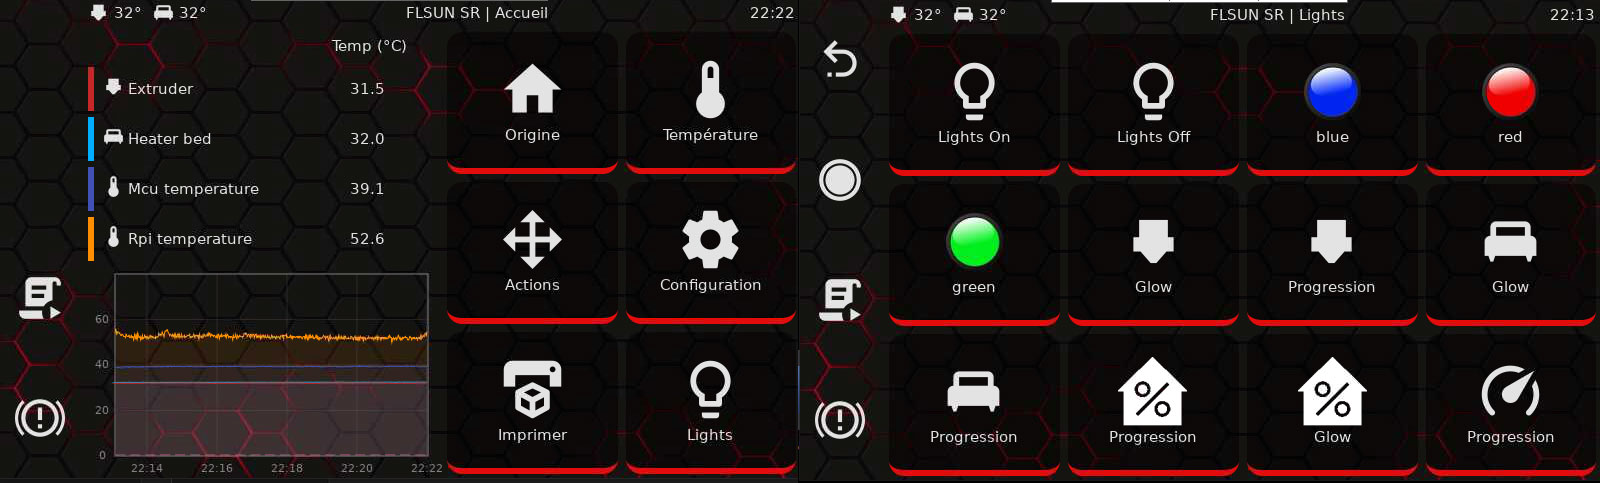 32° 32° FLSUN SR | Accueil 22:22
Temp (°C)
Extruder 31.5
Heater bed 32.0
Mcu temperature 39.1
Rpi temperature 52.6
60
40
20
0
22:14 22:16 22:18 22:20 22:22
Origine Température
Actions Configuration
Imprimer Lights
32° 32° FLSUN SR | Lights 22:13
Lights On Lights Off blue red
green Glow Progression Glow
Progression Progression Glow Progression